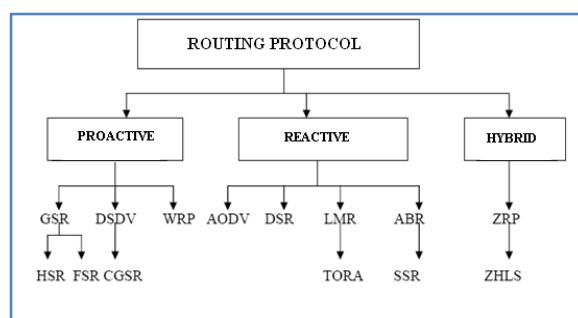 ROUTING PROTOCOL
PROACTIVE REACTIVE HYBRID
GSR DSDV WRP AODV DSR LMR ABR ZRP
HSR FSR CGSR TORA SSR ZHLS